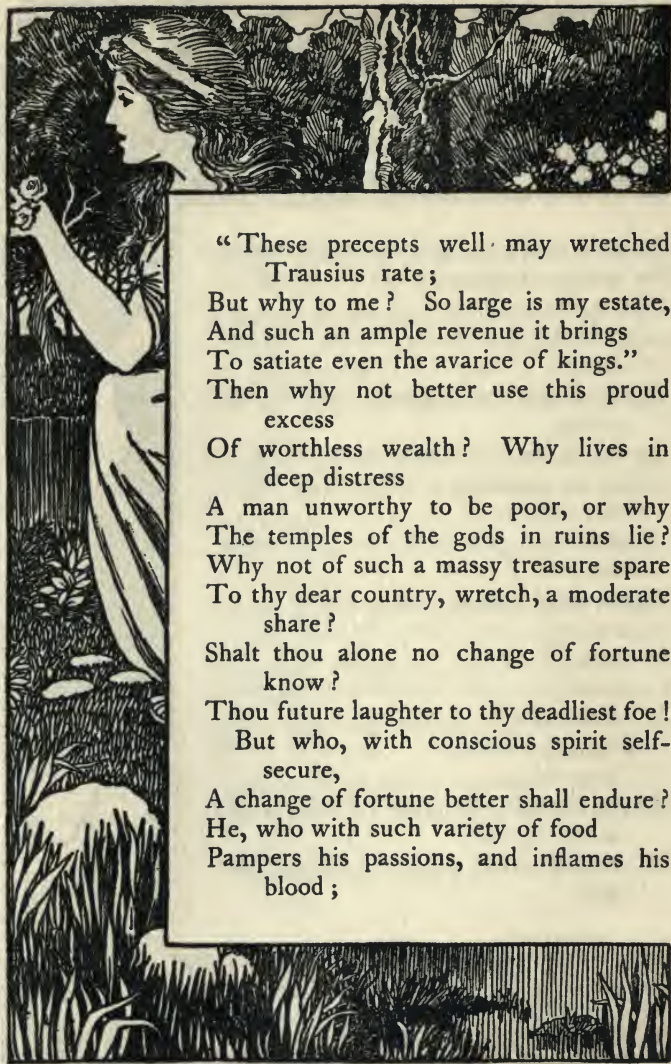 “These precepts well may wretched
Trausius rate;
But why to me? So large is my estate,
And such an ample revenue it brings
To satiate even the avarice of kings.”
Then why not better use this proud
excess
Of worthless wealth? Why lives in
deep distress
A man unworthy to be poor, or why
The temples of the gods in ruins lie?
Why not of such a massy treasure spare
To thy dear country, wretch, a moderate
share?
Shalt thou alone no change of fortune
know?
Thou future laughter to thy deadliest foe!
But who, with conscious spirit self-
secure,
A change of fortune better shall endure?
He, who with such variety of food
Pampers his passions, and inflames his
blood;